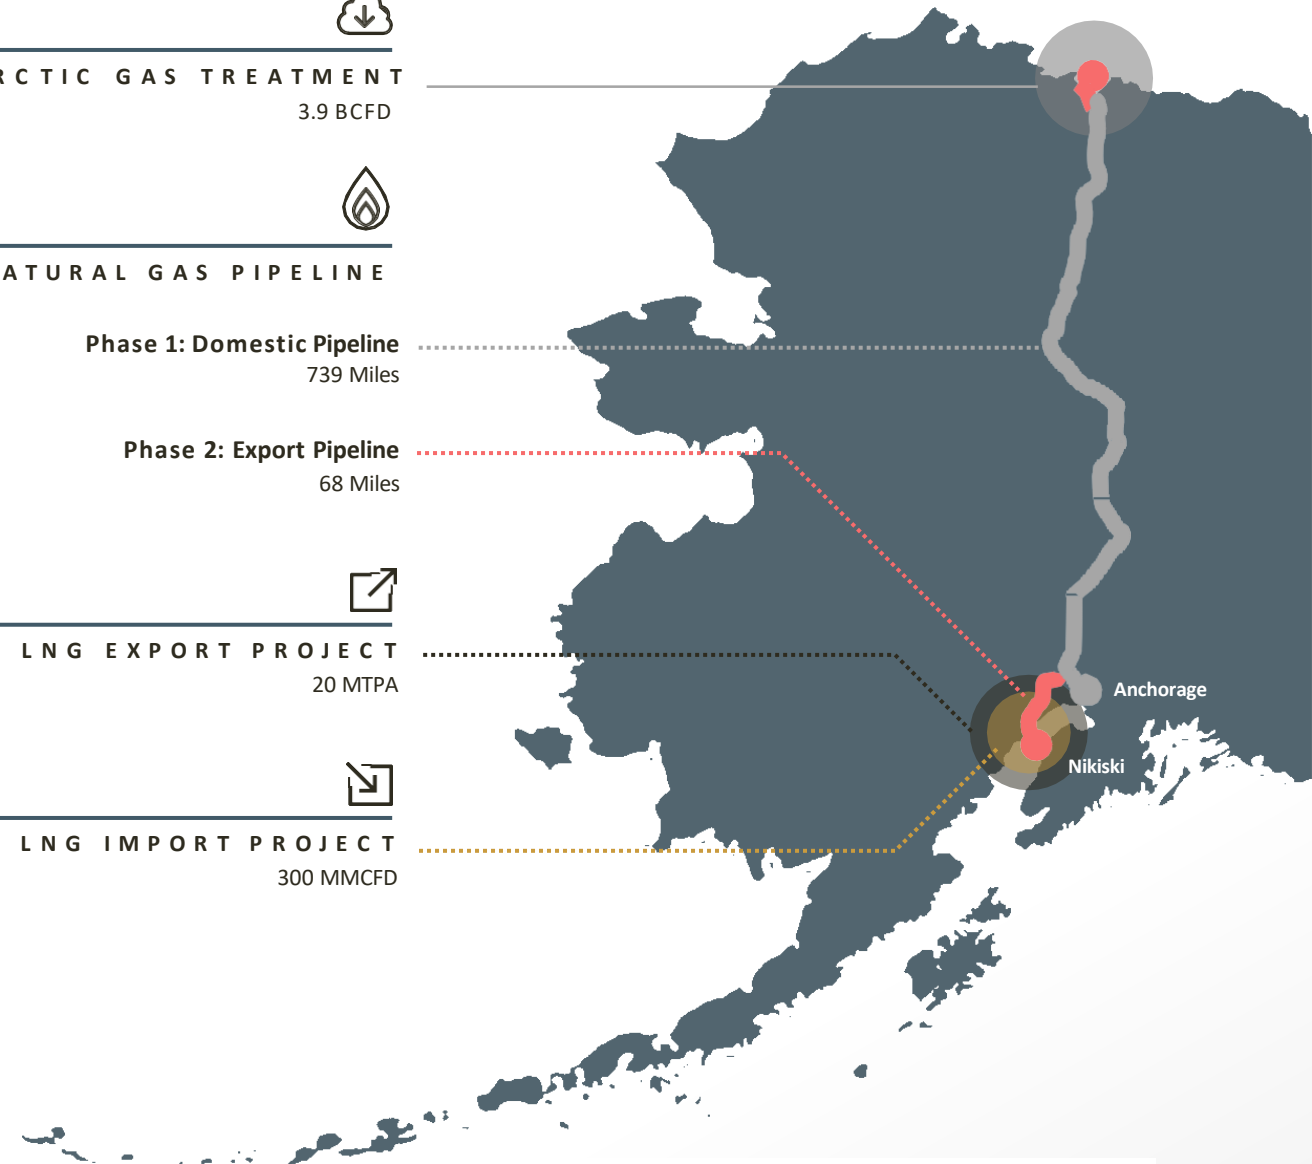 RCTIC GAS TREATMENT
3.9 BCFD
ATURAL GAS PIPELINE
Phase 1: Domestic Pipeline
739 Miles
Phase 2: Export Pipeline
68 Miles
LNG EXPORT PROJECT
20 MTPA
LNG IMPORT PROJECT
300 MMCFD
Anchorage
Nikiski